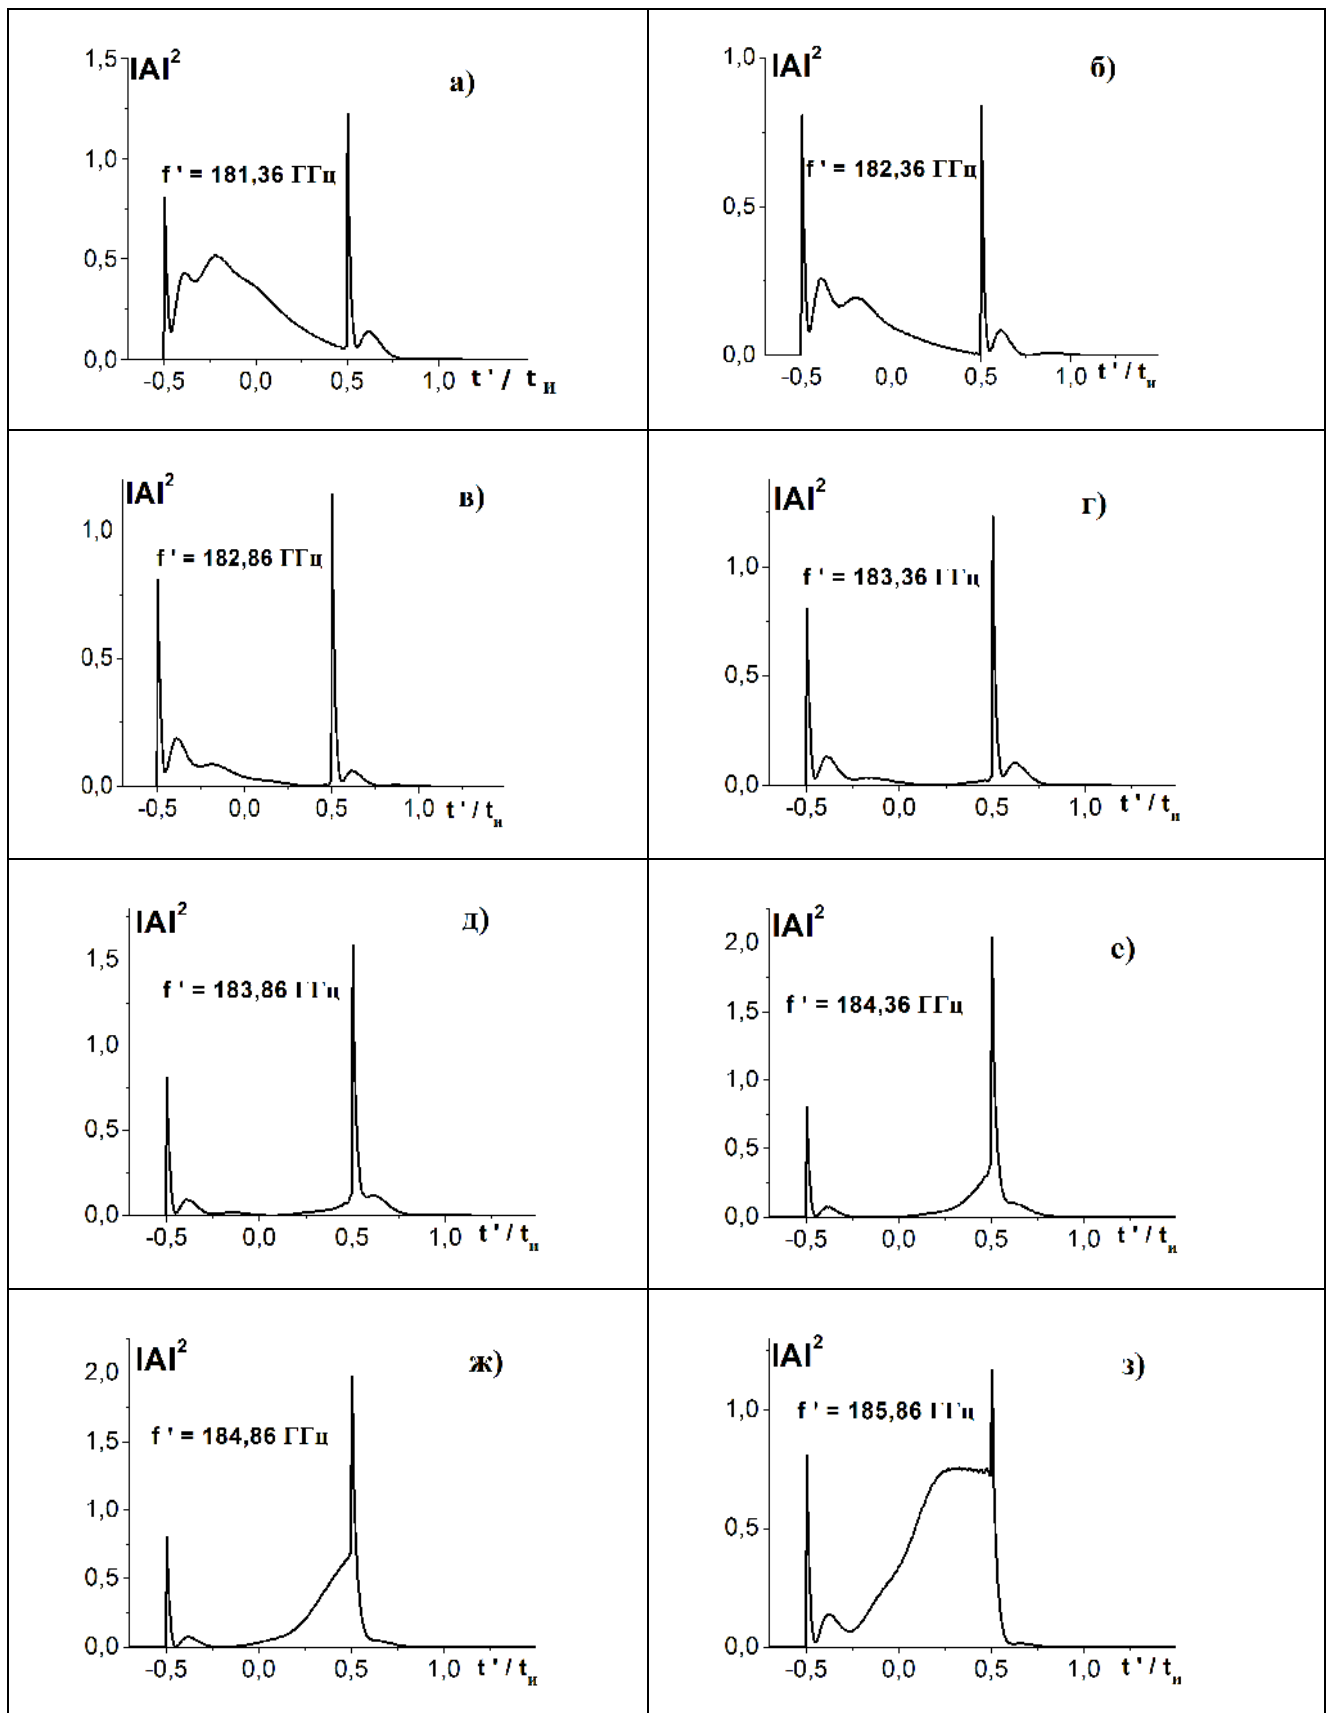 1,5
|A|²
а)
1,0
f ' = 181,36 ГГц
0,5
0,0
-0,5 0,0 0,5 1,0 t ' / tи
1,0
|A|²
б)
f ' = 182,36 ГГц
0,5
0,0
-0,5 0,0 0,5 1,0 t ' / tи
|A|²
в)
1,0
f ' = 182,86 ГГц
0,5
0,0
-0,5 0,0 0,5 1,0 t ' / tи
|A|²
г)
1,0
f ' = 183,36 ГГц
0,5
0,0
-0,5 0,0 0,5 1,0 t ' / tи
|A|²
д)
1,5
f ' = 183,86 ГГц
1,0
0,5
0,0
-0,5 0,0 0,5 1,0 t ' / tи
2,0
|A|²
с)
1,5
f ' = 184,36 ГГц
1,0
0,5
0,0
-0,5 0,0 0,5 1,0 t ' / tи
|A|²
ж)
2,0
1,5
f ' = 184,86 ГГц
1,0
0,5
0,0
-0,5 0,0 0,5 1,0 t ' / tи
|A|²
з)
1,0
f ' = 185,86 ГГц
0,5
0,0
-0,5 0,0 0,5 1,0 t ' / tи